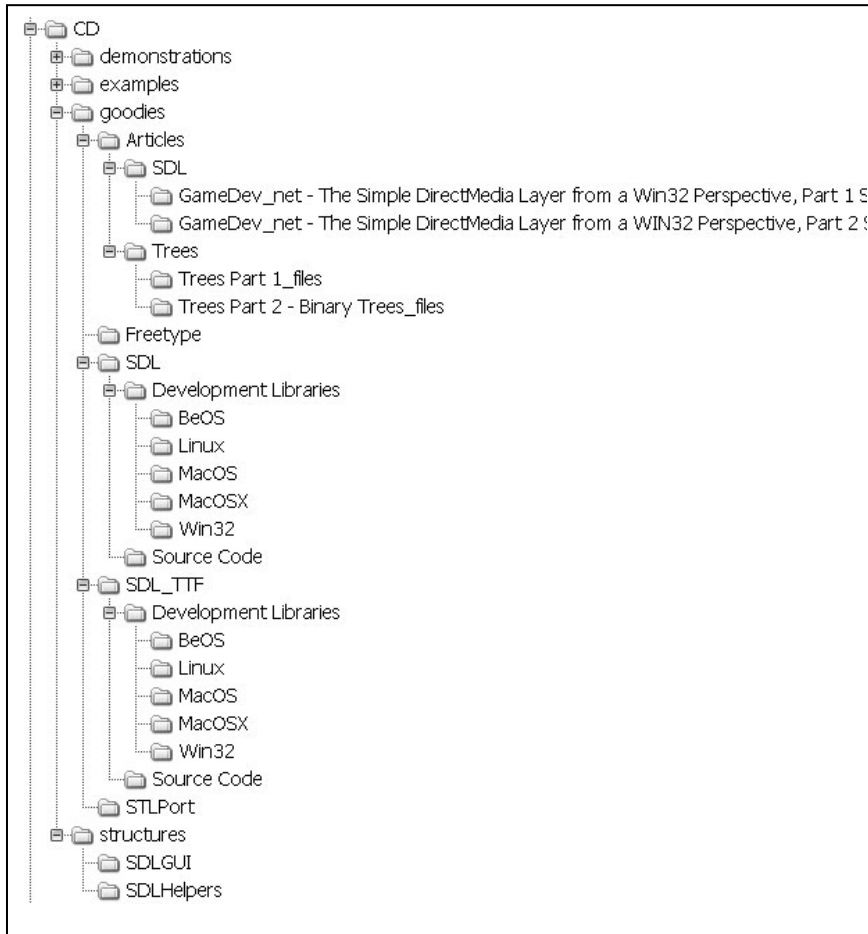 CD
demonstrations
examples
goodies
Articles
SDL
GameDev_net - The Simple DirectMedia Layer from a Win32 Perspective, Part 1 S
GameDev_net - The Simple DirectMedia Layer from a WIN32 Perspective, Part 2 S
Trees
Trees Part 1_files
Trees Part 2 - Binary Trees_files
Freetype
SDL
Development Libraries
BeOS
Linux
MacOS
MacOSX
Win32
Source Code
SDL_TTF
Development Libraries
BeOS
Linux
MacOS
MacOSX
Win32
Source Code
STLPort
structures
SDLGUI
SDLHelpers